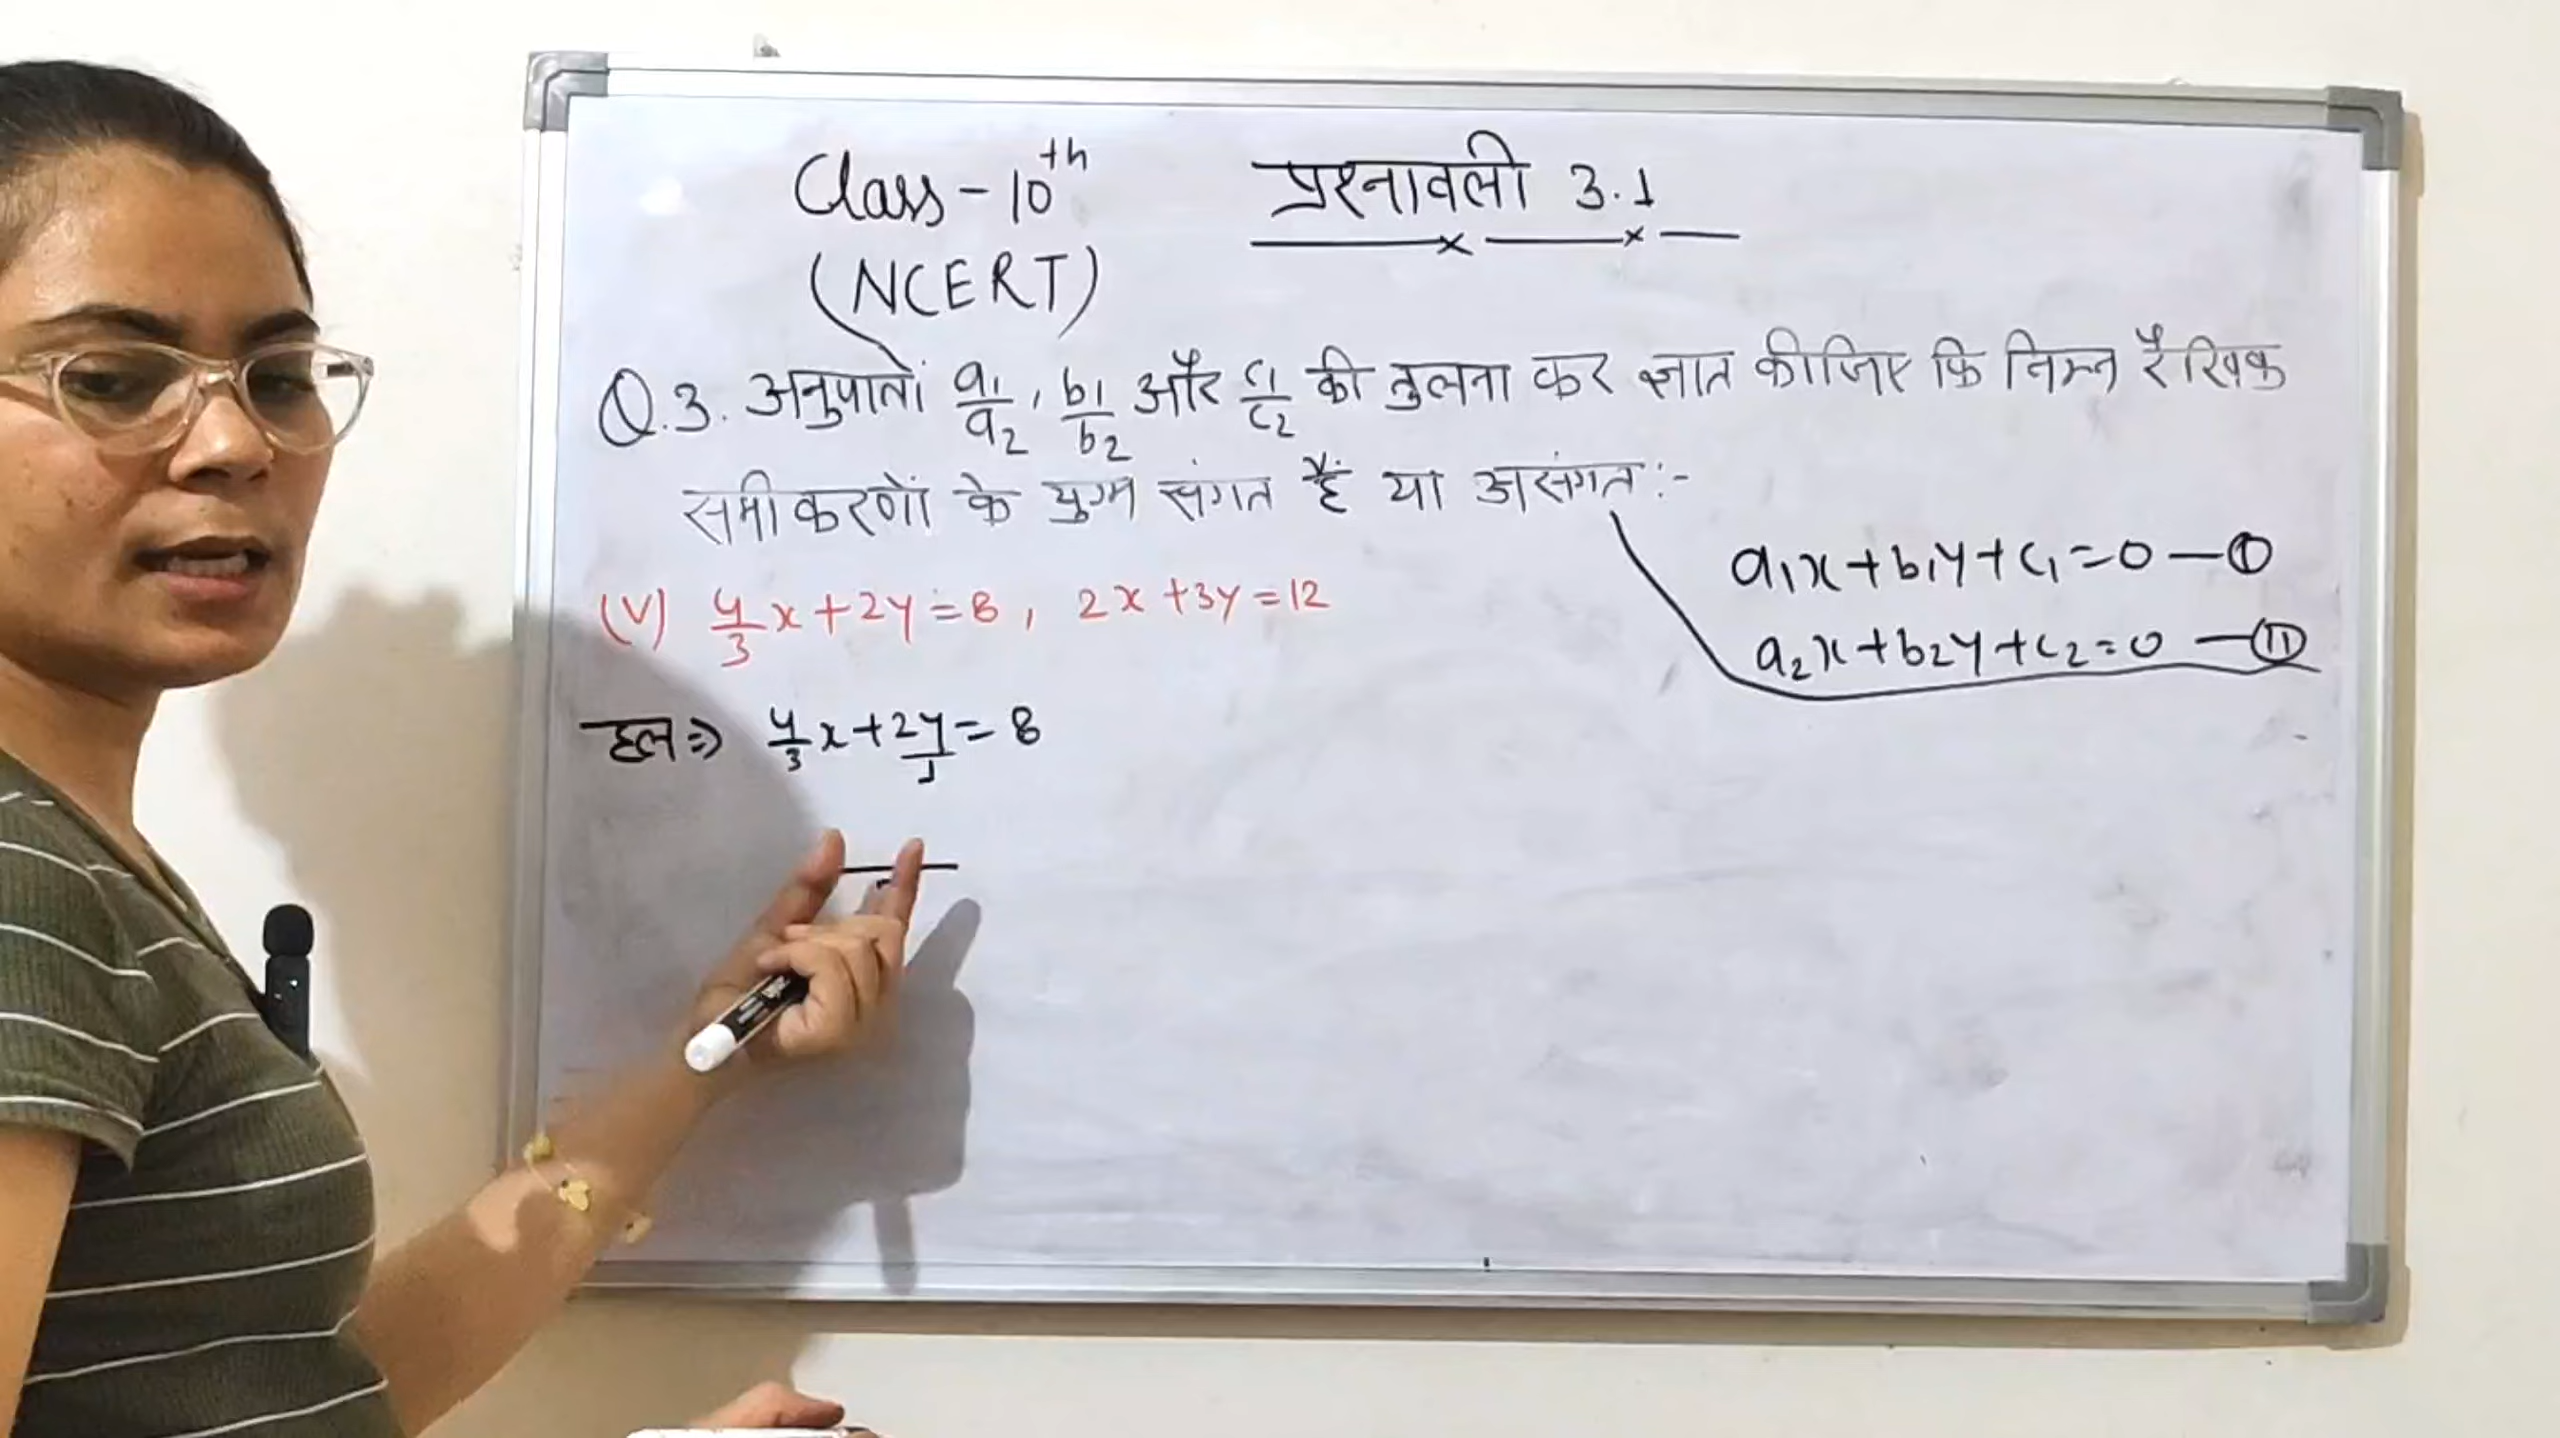 Class - 10th
(NCERT)
प्रश्नावली 3.1
Q.3. अनुपातों a₁/a₂, b₁/b₂ और c₁/c₂ की तुलना कर ज्ञात कीजिए कि निम्न रैखिक
समीकरणों के युग्म संगत हैं या असंगत :-
a₁x + b₁y + c₁ = 0 — Ⓘ
a₂x + b₂y + c₂ = 0 — ⓘⓘ
(V) 4/3 x + 2y = 8, 2x + 3y = 12
हल ⇒ 4/3 x + 2y/1 = 8